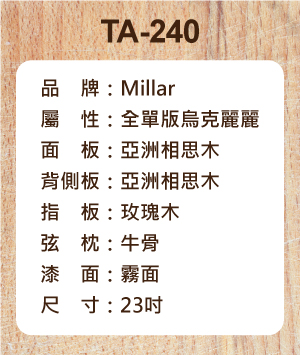 TA-240
品　牌：Millar
屬　性：全單版烏克麗麗
面　板：亞洲相思木
背側板：亞洲相思木
指　板：玫瑰木
弦　枕：牛骨
漆　面：霧面
尺　寸：23吋